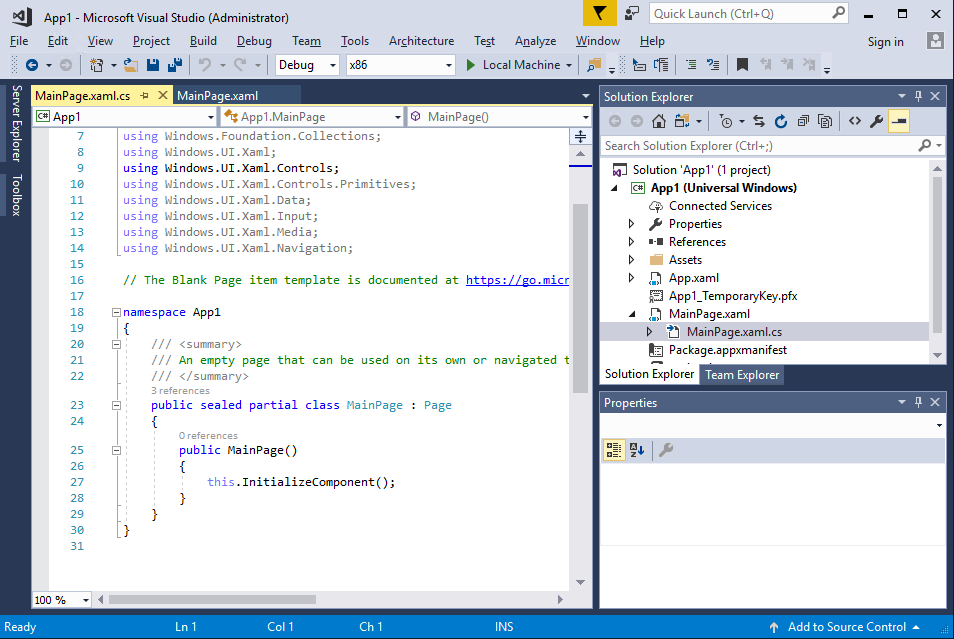 App1 - Microsoft Visual Studio (Administrator)
Quick Launch (Ctrl+Q)
File Edit View Project Build Debug Team Tools Architecture Test Analyze Window Help Sign in
Debug x86 Local Machine
Server Explorer
Toolbox
MainPage.xaml.cs MainPage.xaml
C# App1 App1.MainPage MainPage()
7 using Windows.Foundation.Collections;
8 using Windows.UI.Xaml;
9 using Windows.UI.Xaml.Controls;
10 using Windows.UI.Xaml.Controls.Primitives;
11 using Windows.UI.Xaml.Data;
12 using Windows.UI.Xaml.Input;
13 using Windows.UI.Xaml.Media;
14 using Windows.UI.Xaml.Navigation;
15
16 // The Blank Page item template is documented at https://go.micr
17
18 namespace App1
19 {
20 /// <summary>
21 /// An empty page that can be used on its own or navigated t
22 /// </summary>
3 references
23 public sealed partial class MainPage : Page
24 {
0 references
25 public MainPage()
26 {
27 this.InitializeComponent();
28 }
29 }
30 }
31
100 %
Solution Explorer
Search Solution Explorer (Ctrl+;)
Solution 'App1' (1 project)
C# App1 (Universal Windows)
Connected Services
Properties
References
Assets
App.xaml
App1_TemporaryKey.pfx
MainPage.xaml
MainPage.xaml.cs
Package.appxmanifest
Solution Explorer Team Explorer
Properties
Ready Ln 1 Col 1 Ch 1 INS Add to Source Control